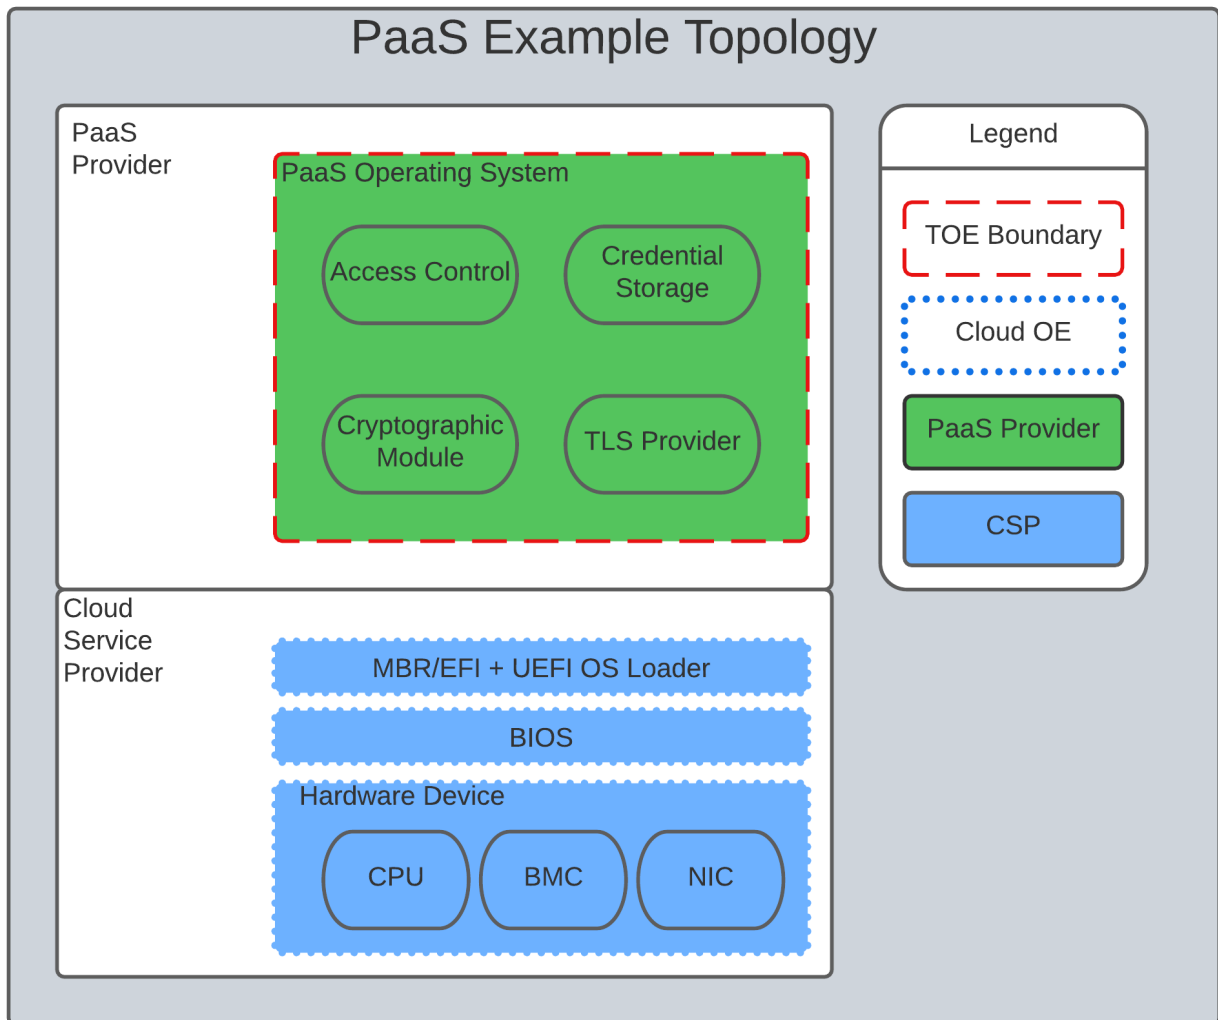 PaaS Example Topology
PaaS
Provider
PaaS Operating System
Access Control
Credential
Storage
Cryptographic
Module
TLS Provider
Cloud
Service
Provider
MBR/EFI + UEFI OS Loader
BIOS
Hardware Device
CPU
BMC
NIC
Legend
TOE Boundary
Cloud OE
PaaS Provider
CSP